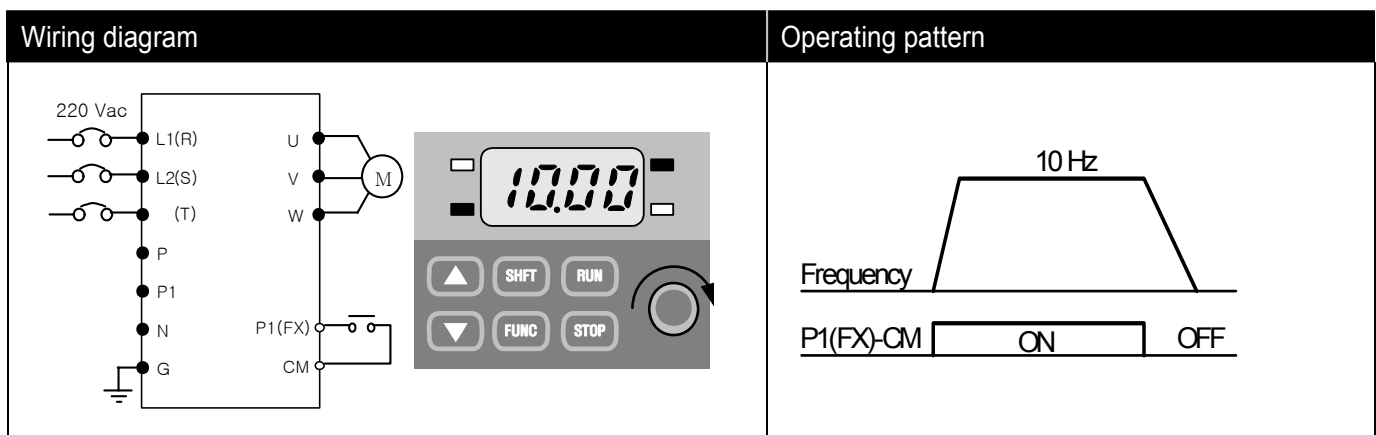 Wiring diagram
Operating pattern
220 Vac
L1(R)
U
L2(S)
V
M
(T)
W
P
P1
N
P1(FX)
G
CM
10.00
SHFT
RUN
FUNC
STOP
10 Hz
Frequency
P1(FX)-CM
ON
OFF